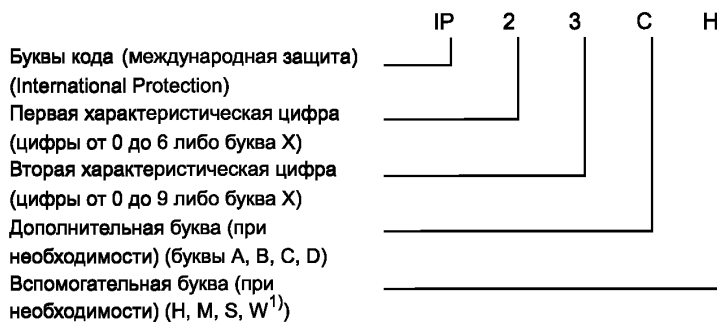 IP 2 3 C H
Буквы кода (международная защита)
(International Protection)
Первая характеристическая цифра
(цифры от 0 до 6 либо буква X)
Вторая характеристическая цифра
(цифры от 0 до 9 либо буква X)
Дополнительная буква (при
необходимости) (буквы A, B, C, D)
Вспомогательная буква (при
необходимости) (H, M, S, W¹⁾)